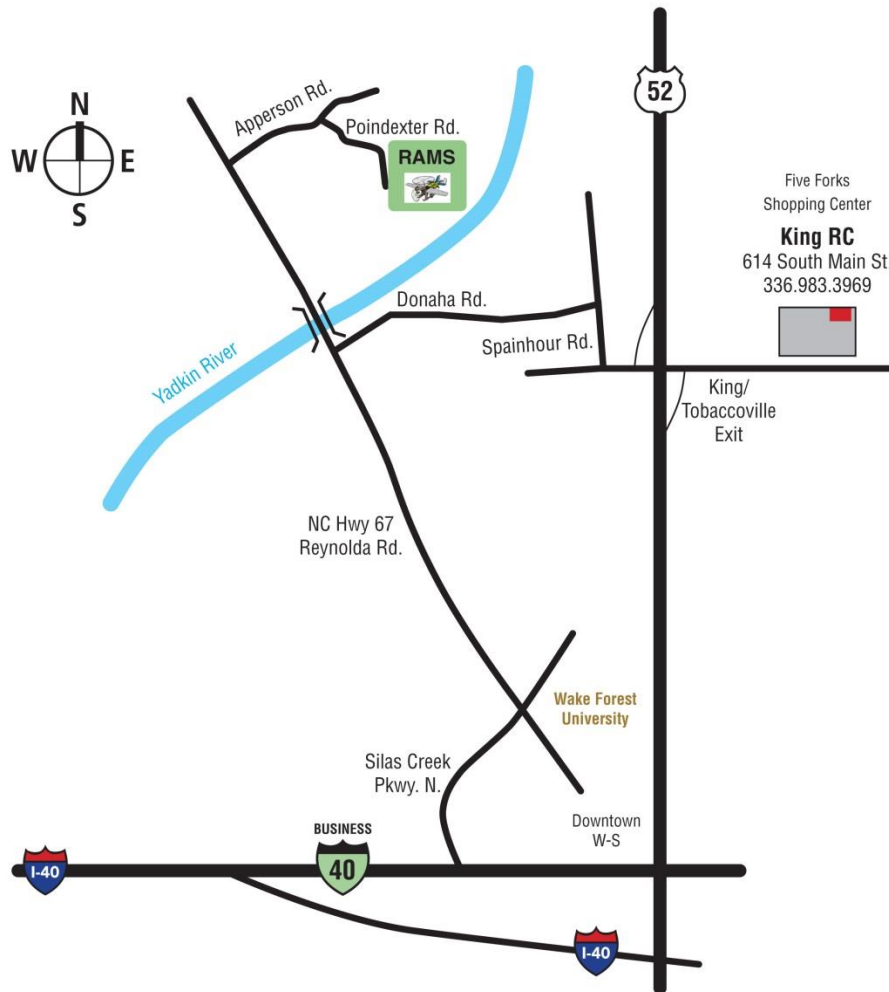 N
W
E
S
Apperson Rd.
Poindexter Rd.
RAMS
52
Five Forks
Shopping Center
King RC
614 South Main St
336.983.3969
Donaha Rd.
Spainhour Rd.
Yadkin River
King/
Tobaccoville
Exit
NC Hwy 67
Reynolda Rd.
Wake Forest
University
Silas Creek
Pkwy. N.
Downtown
W-S
BUSINESS
40
I-40
I-40